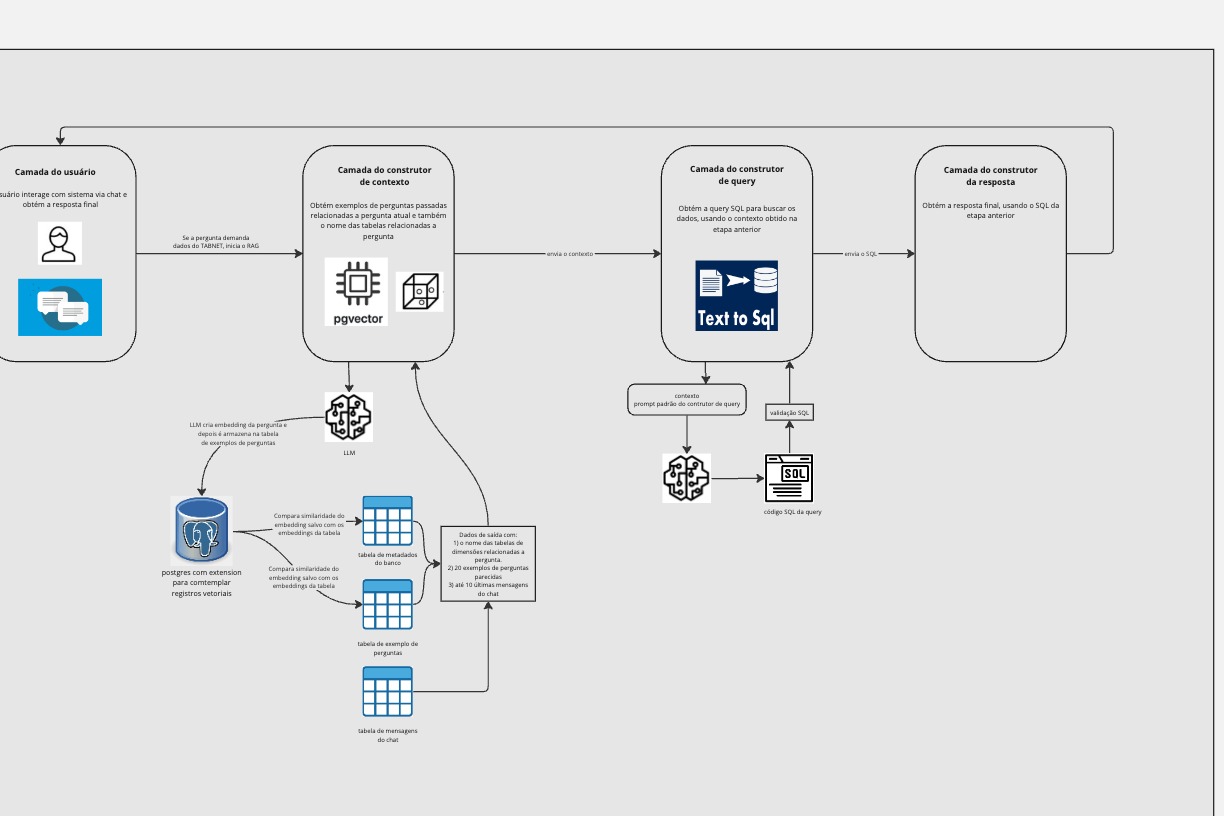 Camada do usuário
suário interage com sistema via chat e
obtém a resposta final
Se a pergunta demanda
dados do TABNET, inicia o RAG
Camada do construtor
de contexto
Obtém exemplos de perguntas passadas
relacionadas a pergunta atual e também
o nome das tabelas relacionadas a
pergunta
pgvector
envia o contexto
Camada do construtor
de query
Obtém a query SQL para buscar os
dados, usando o contexto obtido na
etapa anterior
Text to Sql
envia o SQL
Camada do construtor
da resposta
Obtém a resposta final, usando o SQL da
etapa anterior
LLM
LLM cria embedding da pergunta e
depois é armazena na tabela
de exemplos de perguntas
postgres com extension
para comtemplar
registros vetoriais
Compara similaridade do
embedding salvo com os
embeddings da tabela
Compara similaridade do
embedding salvo com os
embeddings da tabela
tabela de metadados
do banco
tabela de exemplo de
perguntas
tabela de mensagens
do chat
Dados de saída com:
1) o nome das tabelas de
dimensões relacionadas a
pergunta.
2) 20 exemplos de perguntas
parecidas
3) até 10 últimas mensagens
do chat
contexto
prompt padrão do contrutor de query
validação SQL
SQL
código SQL da query